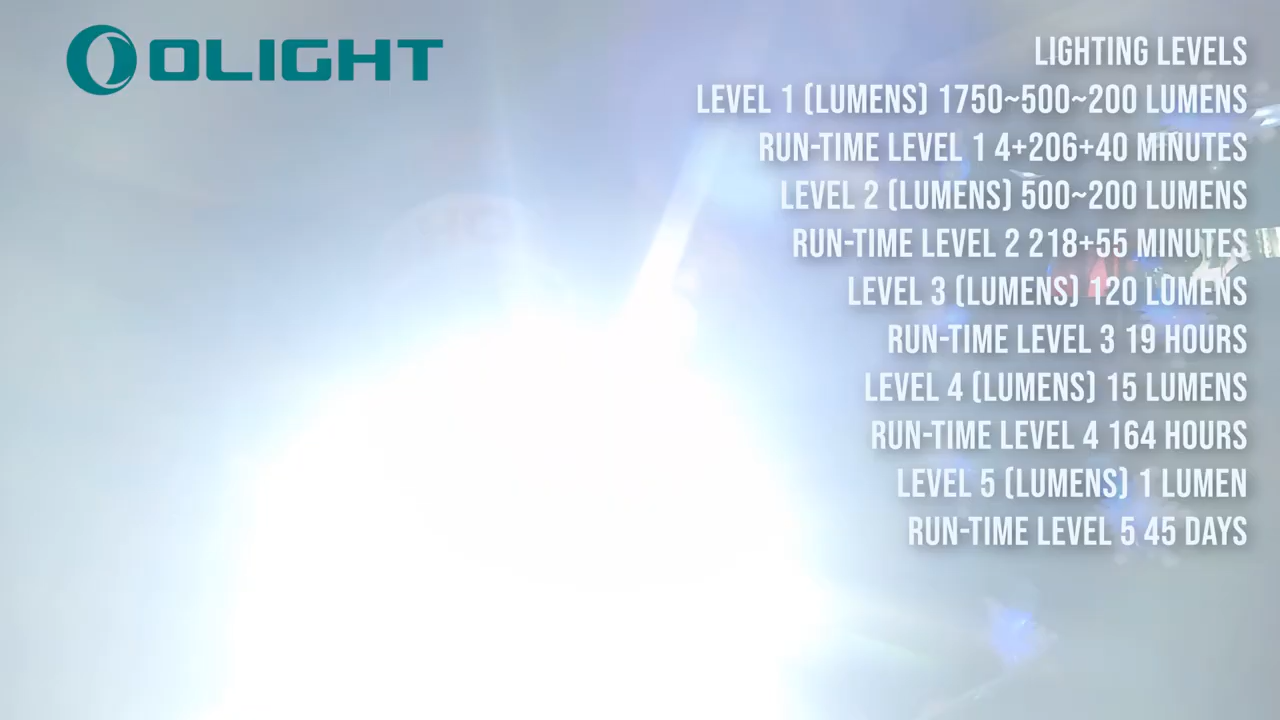 OLIGHT
LIGHTING LEVELS
LEVEL 1 (LUMENS) 1750~500~200 LUMENS
RUN-TIME LEVEL 1 4+206+40 MINUTES
LEVEL 2 (LUMENS) 500~200 LUMENS
RUN-TIME LEVEL 2 218+55 MINUTES
LEVEL 3 (LUMENS) 120 LUMENS
RUN-TIME LEVEL 3 19 HOURS
LEVEL 4 (LUMENS) 15 LUMENS
RUN-TIME LEVEL 4 164 HOURS
LEVEL 5 (LUMENS) 1 LUMEN
RUN-TIME LEVEL 5 45 DAYS